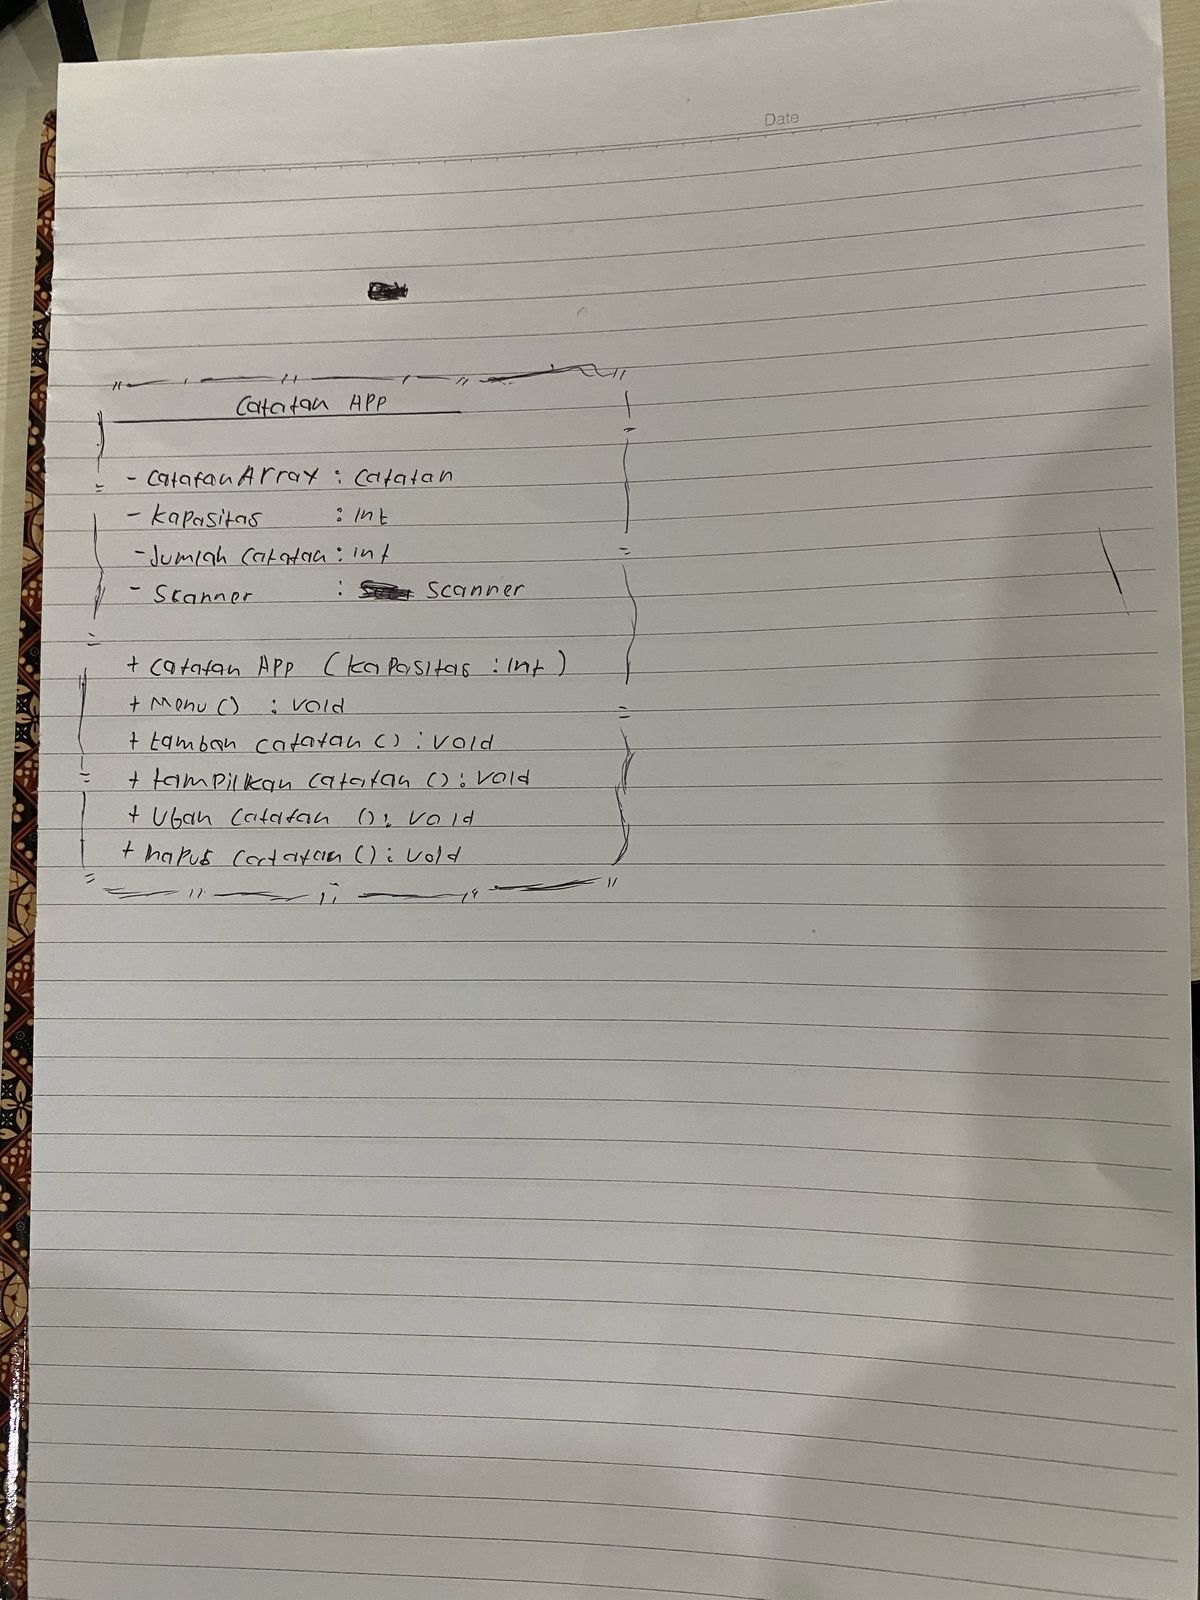 Date
Catatan APP
- CatatanArray : Catatan
- Kapasitas : Int
- Jumlah Catatan : Int
- Scanner : Scanner
+ Catatan APP (Kapasitas : Int)
+ Menu () : Void
+ tambah Catatan () : Void
+ tampilkan Catatan () : Void
+ Ubah Catatan () : Void
+ hapus Catatan () : Void